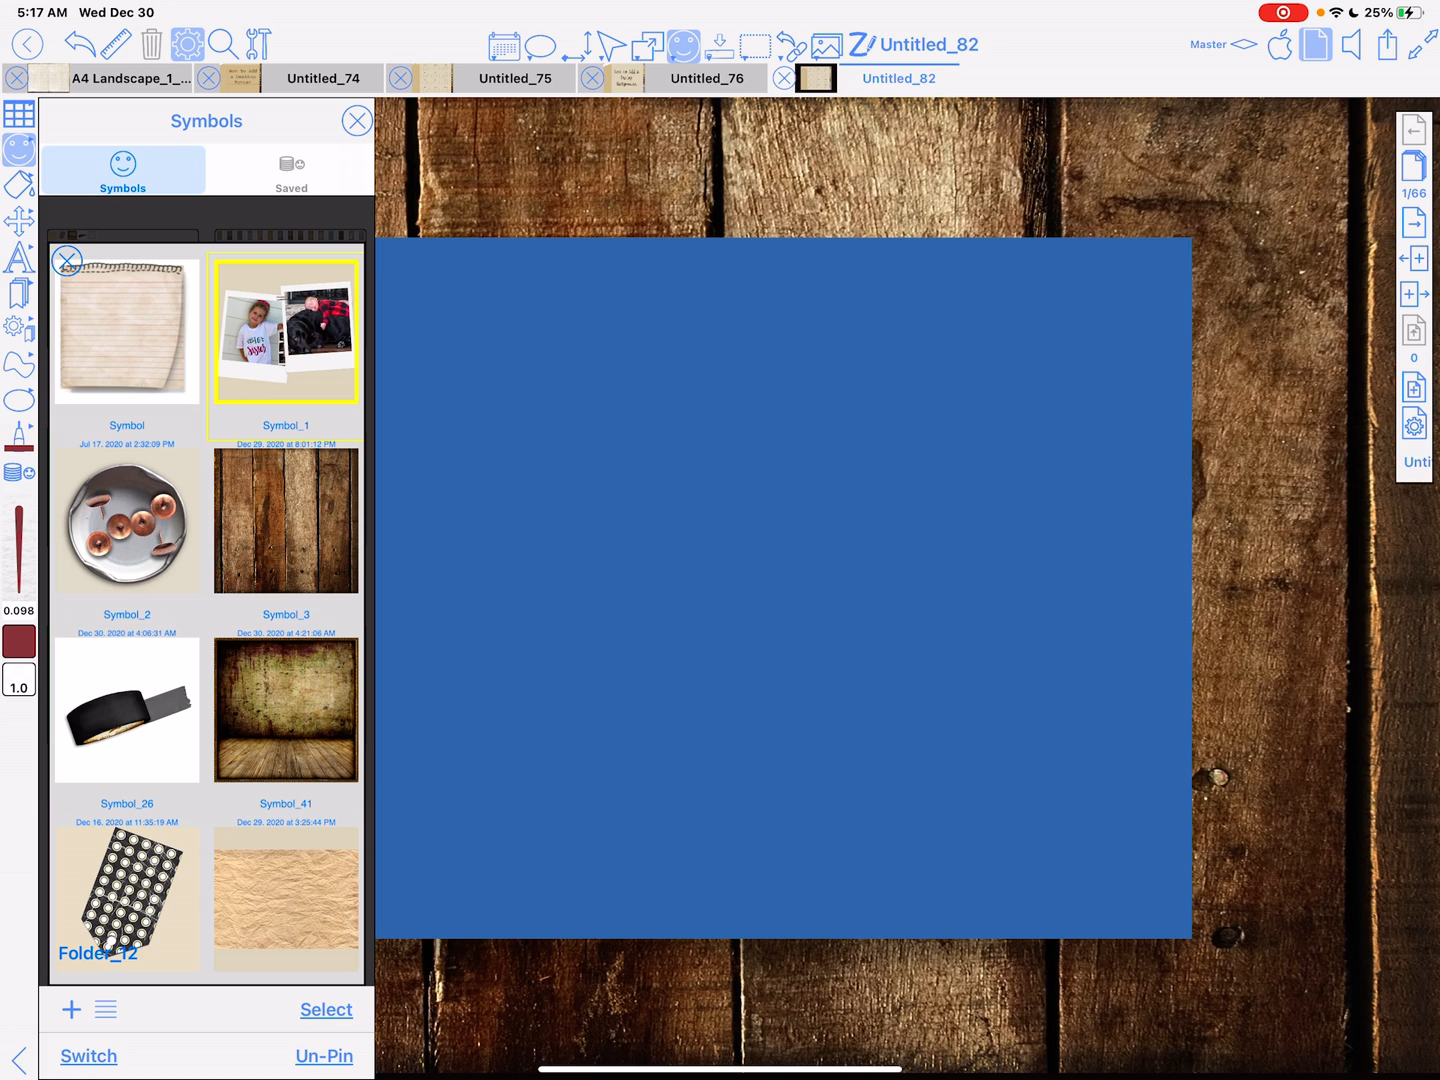 5:17 AM Wed Dec 30
25%
Untitled_82
Master
A4 Landscape_1_...
Untitled_74
Untitled_75
Untitled_76
Untitled_82
Symbols
Symbols
Saved
Symbol
Jul 17, 2020 at 2:32:09 PM
Symbol_1
Dec 29, 2020 at 8:01:12 PM
Symbol_2
Dec 30, 2020 at 4:06:31 AM
Symbol_3
Dec 30, 2020 at 4:21:06 AM
Symbol_26
Dec 16, 2020 at 11:35:19 AM
Symbol_41
Dec 29, 2020 at 3:25:44 PM
Folder_12
Select
Switch
Un-Pin
0.098
1.0
1/66
0
Unti